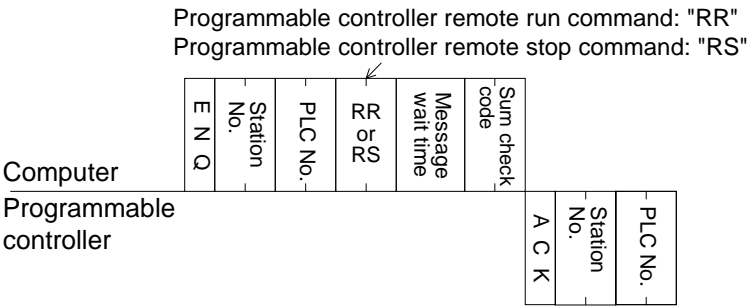 Programmable controller remote run command: "RR"
Programmable controller remote stop command: "RS"
ENQ
Station
No.
PLC No.
RR
or
RS
Message
wait time
Sum check
code
Computer
Programmable
controller
ACK
Station
No.
PLC No.